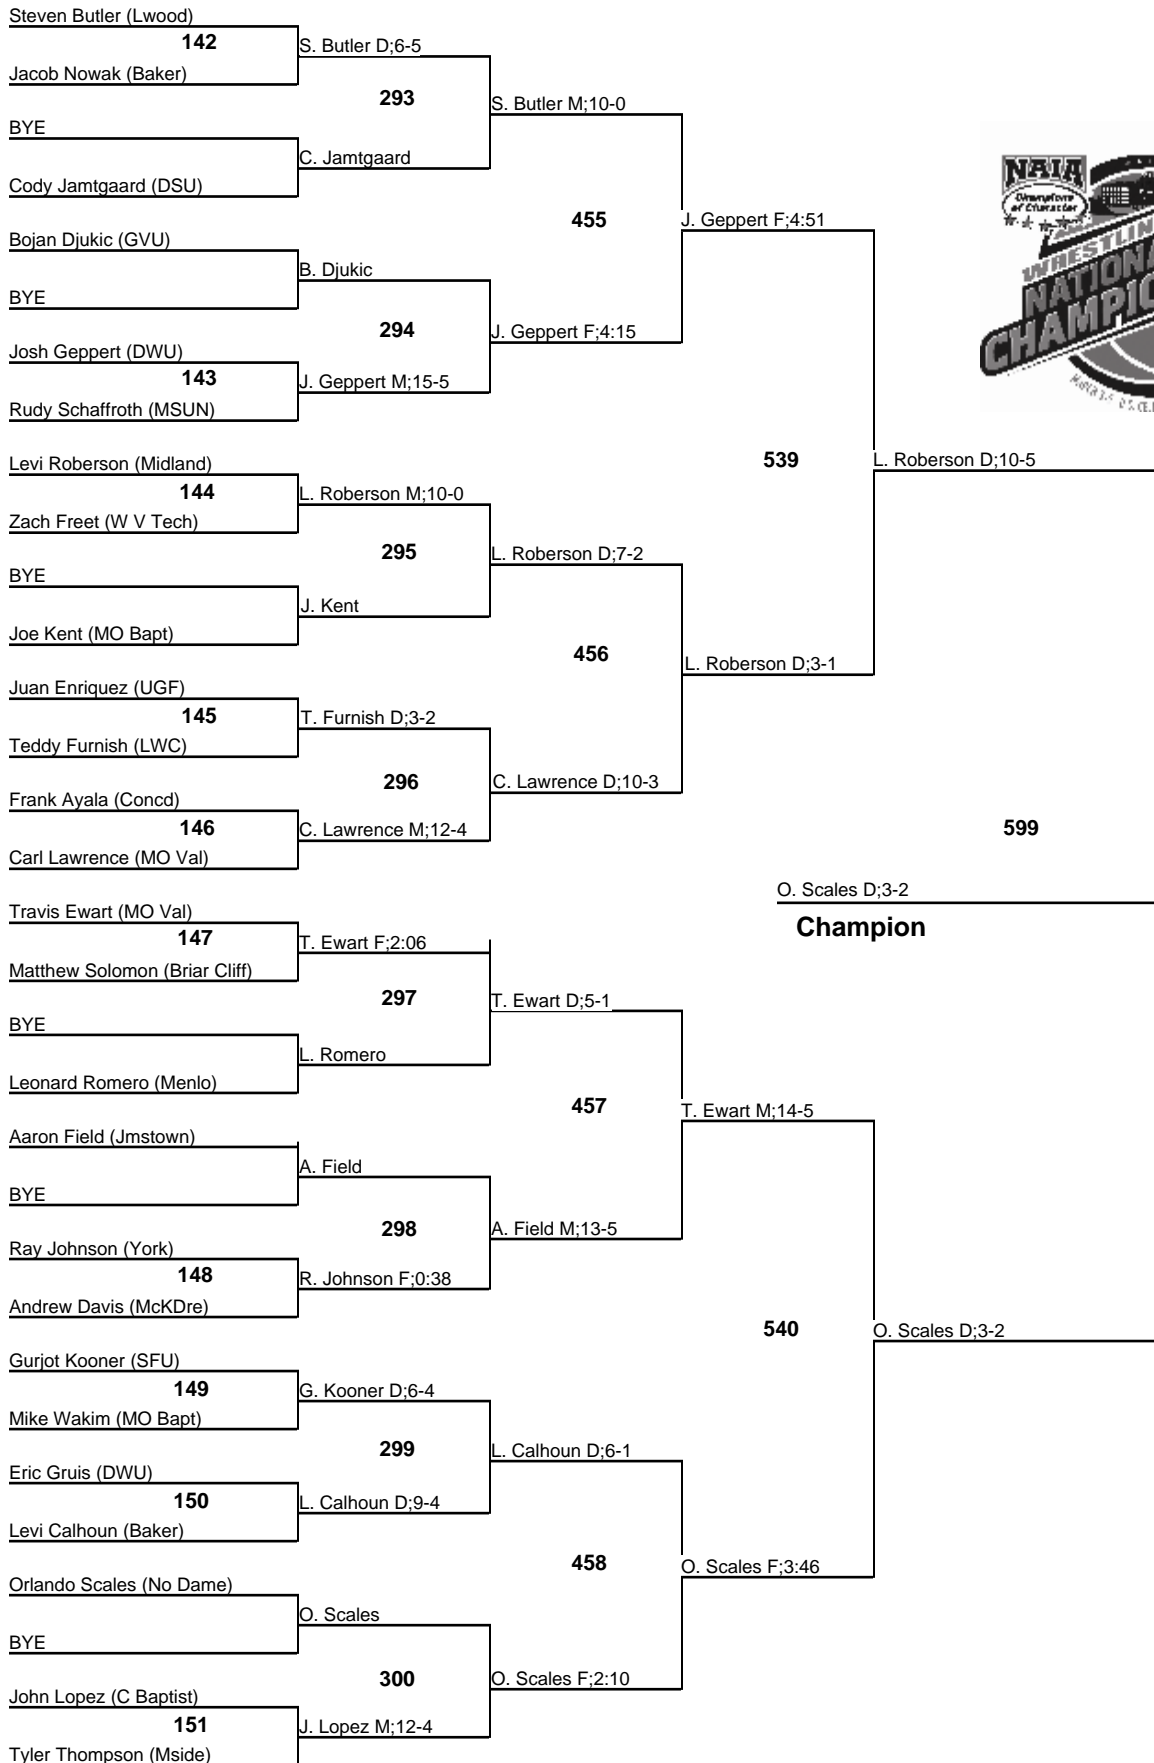 Steven Butler (Lwood)
142
S. Butler D;6-5
Jacob Nowak (Baker)
293
S. Butler M;10-0
BYE
C. Jamtgaard
Cody Jamtgaard (DSU)
455
J. Geppert F;4:51
Bojan Djukic (GVU)
B. Djukic
BYE
294
J. Geppert F;4:15
Josh Geppert (DWU)
143
J. Geppert M;15-5
Rudy Schaffroth (MSUN)
NAIA
Champions
of Character
WRESTLIN
NATIONA
CHAMPIO
539
L. Roberson D;10-5
Levi Roberson (Midland)
144
L. Roberson M;10-0
Zach Freet (W V Tech)
295
L. Roberson D;7-2
BYE
J. Kent
Joe Kent (MO Bapt)
456
L. Roberson D;3-1
Juan Enriquez (UGF)
145
T. Furnish D;3-2
Teddy Furnish (LWC)
296
C. Lawrence D;10-3
Frank Ayala (Concd)
146
C. Lawrence M;12-4
Carl Lawrence (MO Val)
599
O. Scales D;3-2
Champion
Travis Ewart (MO Val)
147
T. Ewart F;2:06
Matthew Solomon (Briar Cliff)
297
T. Ewart D;5-1
BYE
L. Romero
Leonard Romero (Menlo)
457
T. Ewart M;14-5
Aaron Field (Jmstown)
A. Field
BYE
298
A. Field M;13-5
Ray Johnson (York)
148
R. Johnson F;0:38
Andrew Davis (McKDre)
540
O. Scales D;3-2
Gurjot Kooner (SFU)
149
G. Kooner D;6-4
Mike Wakim (MO Bapt)
299
L. Calhoun D;6-1
Eric Gruis (DWU)
150
L. Calhoun D;9-4
Levi Calhoun (Baker)
458
O. Scales F;3:46
Orlando Scales (No Dame)
O. Scales
BYE
300
O. Scales F;2:10
John Lopez (C Baptist)
151
J. Lopez M;12-4
Tyler Thompson (Mside)